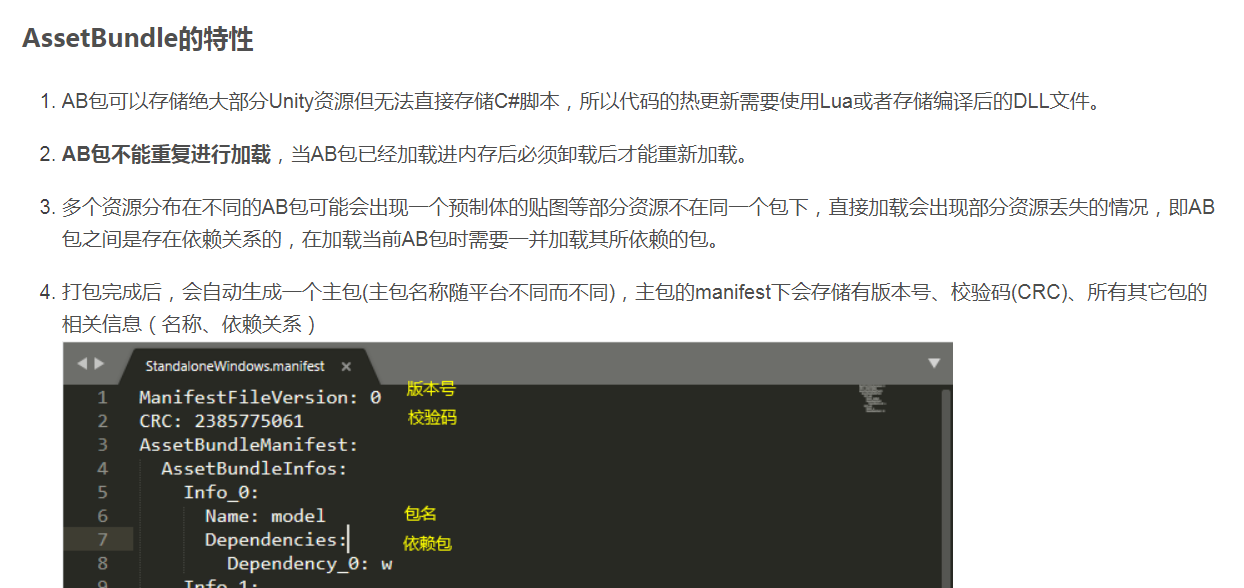 AssetBundle的特性
1. AB包可以存储绝大部分Unity资源但无法直接存储C#脚本，所以代码的热更新需要使用Lua或者存储编译后的DLL文件。
2. AB包不能重复进行加载，当AB包已经加载进内存后必须卸载后才能重新加载。
3. 多个资源分布在不同的AB包可能会出现一个预制体的贴图等部分资源不在同一个包下，直接加载会出现部分资源丢失的情况，即AB
包之间是存在依赖关系的，在加载当前AB包时需要一并加载其所依赖的包。
4. 打包完成后，会自动生成一个主包(主包名称随平台不同而不同)，主包的manifest下会存储有版本号、校验码(CRC)、所有其它包的
相关信息（名称、依赖关系）
StandaloneWindows.manifest ×
1 ManifestFileVersion: 0 版本号
2 CRC: 2385775061 校验码
3 AssetBundleManifest:
4 AssetBundleInfos:
5 Info_0:
6 Name: model 包名
7 Dependencies: 依赖包
8 Dependency_0: w
9 Info_1: